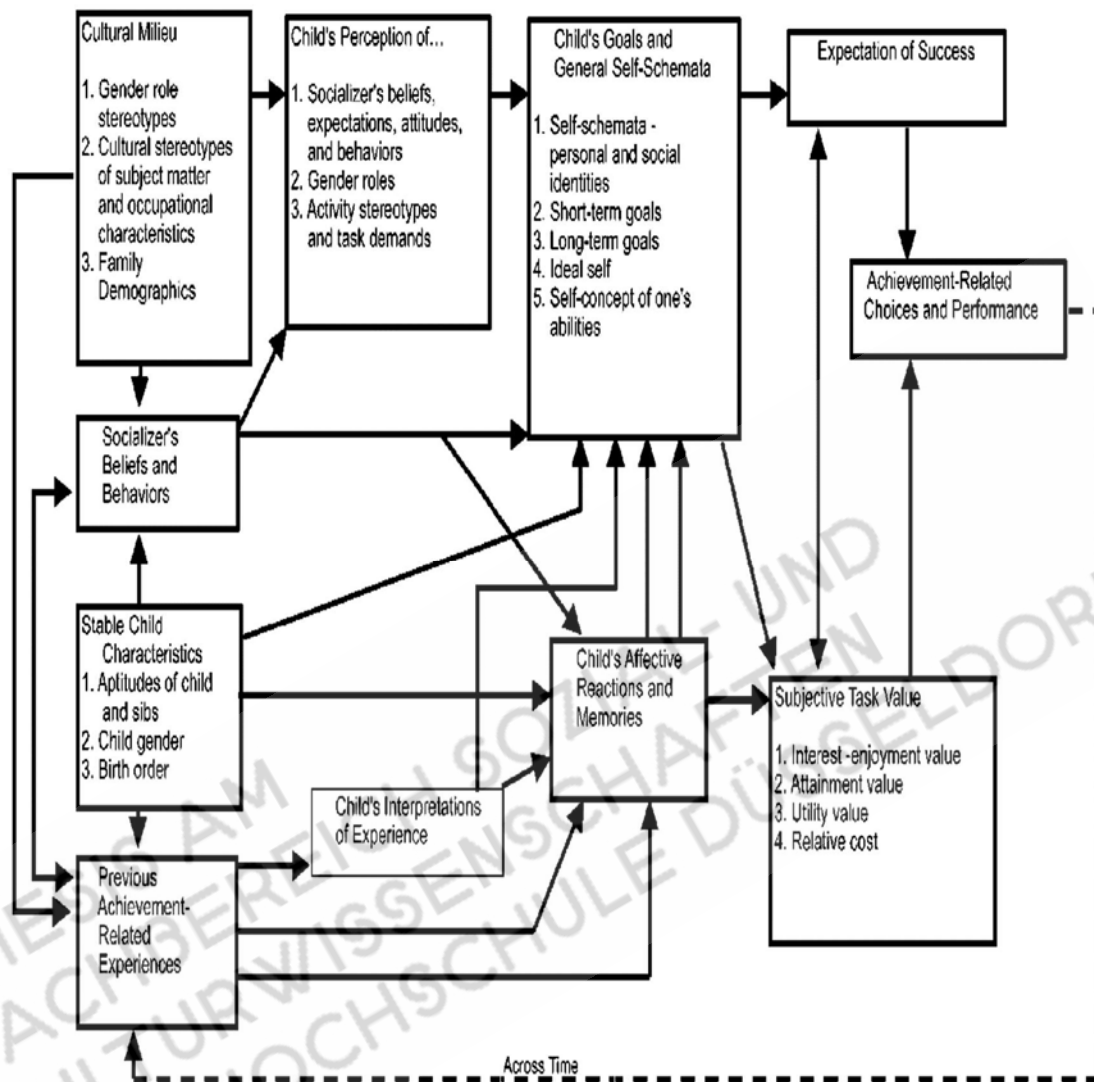 Cultural Milieu
1. Gender role
stereotypes
2. Cultural stereotypes
of subject matter
and occupational
characteristics
3. Family
Demographics
Child's Perception of...
1. Socializer's beliefs,
expectations, attitudes,
and behaviors
2. Gender roles
3. Activity stereotypes
and task demands
Child's Goals and
General Self-Schemata
1. Self-schemata -
personal and social
identities
2. Short-term goals
3. Long-term goals
4. Ideal self
5. Self-concept of one's
abilities
Expectation of Success
Achievement-Related
Choices and Performance
Socializer's
Beliefs and
Behaviors
Stable Child
Characteristics
1. Aptitudes of child
and sibs
2. Child gender
3. Birth order
Child's Affective
Reactions and
Memories
Subjective Task Value
1. Interest -enjoyment value
2. Attainment value
3. Utility value
4. Relative cost
Child's Interpretations
of Experience
Previous
Achievement-
Related
Experiences
Across Time
AM
SOZIAL- UND
WISSENSCHAFTEN
HOCHSCHULE